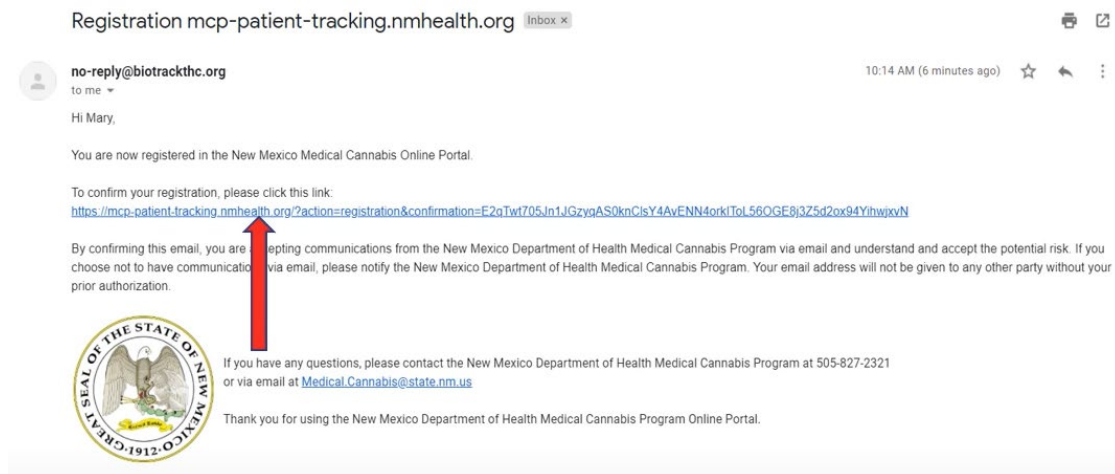 Registration mcp-patient-tracking.nmhealth.org Inbox ×
no-reply@biotrackthc.org 10:14 AM (6 minutes ago)
to me
Hi Mary,
You are now registered in the New Mexico Medical Cannabis Online Portal.
To confirm your registration, please click this link:
https://mcp-patient-tracking.nmhealth.org/?action=registration&confirmation=E2qTwt705Jn1JGzyqAS0knClsY4AvENN4orkIToL56OGE8j3Z5d2ox94YihwjxvN
By confirming this email, you are epting communications from the New Mexico Department of Health Medical Cannabis Program via email and understand and accept the potential risk. If you
choose not to have communication via email, please notify the New Mexico Department of Health Medical Cannabis Program. Your email address will not be given to any other party without your
prior authorization.
GREAT SEAL OF THE STATE OF NEW MEXICO
·1912·
If you have any questions, please contact the New Mexico Department of Health Medical Cannabis Program at 505-827-2321
or via email at Medical.Cannabis@state.nm.us
Thank you for using the New Mexico Department of Health Medical Cannabis Program Online Portal.